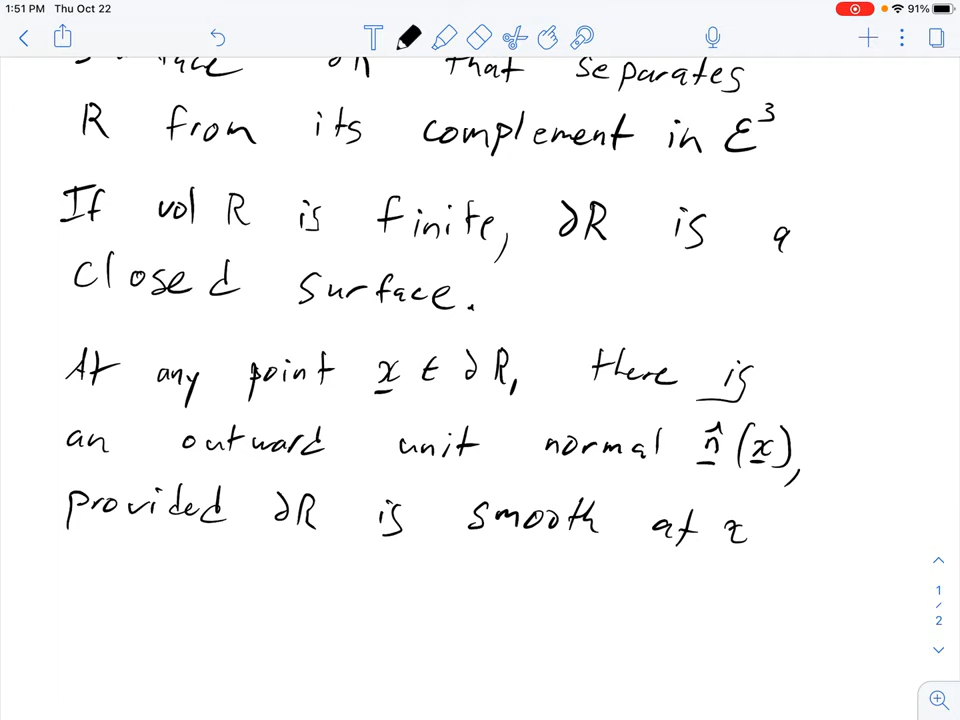 1:51 PM Thu Oct 22
91%
surface ∂R that separates
R from its complement in ℰ³
If vol R is finite, ∂R is a
closed surface.
At any point x ∈ ∂R, there is
an outward unit normal n̂(x),
provided ∂R is smooth at x
1
/
2